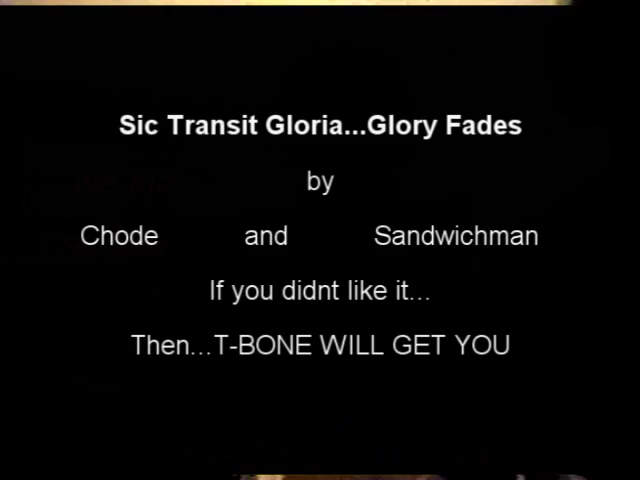 Sic Transit Gloria...Glory Fades
by
Chode and Sandwichman
If you didnt like it...
Then...T-BONE WILL GET YOU